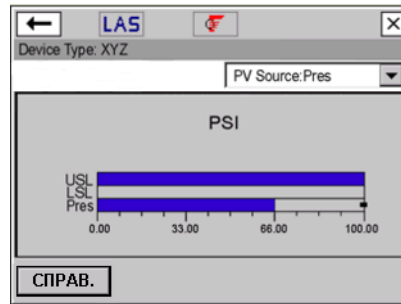 LAS
Device Type: XYZ
PV Source:Pres
PSI
USL
LSL
Pres
0.00 33.00 66.00 100.00
СПРАВ.